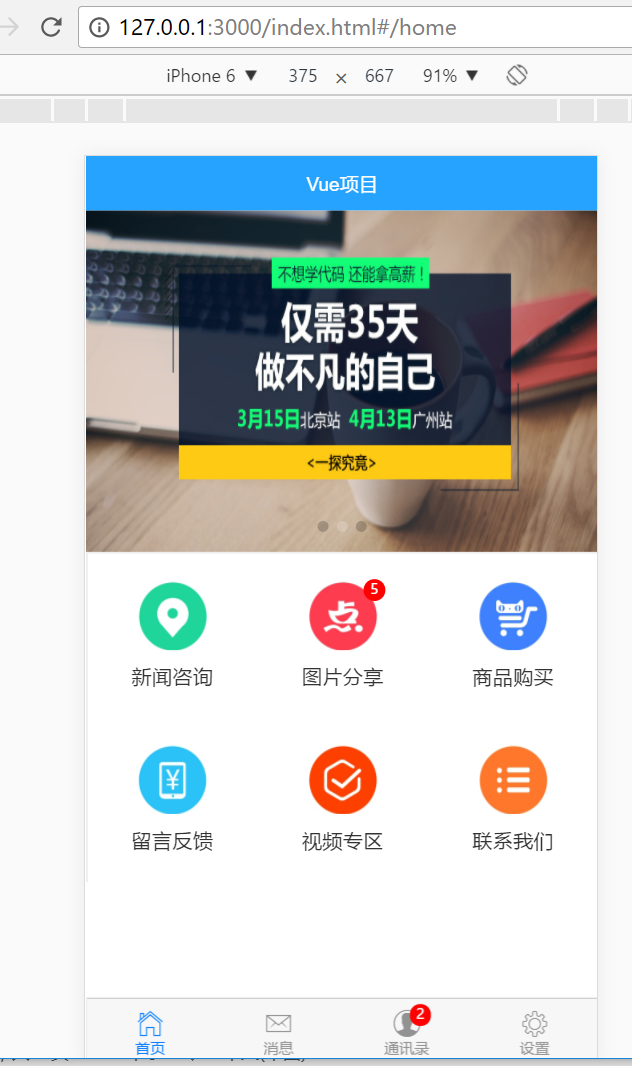 127.0.0.1:3000/index.html#/home
iPhone 6 ▼ 375 × 667 91% ▼
Vue项目
不想学代码 还能拿高薪！
仅需35天
做不凡的自己
3月15日北京站 4月13日广州站
<一探究竟>
5
新闻咨询 图片分享 商品购买
留言反馈 视频专区 联系我们
2
首页 消息 通讯录 设置